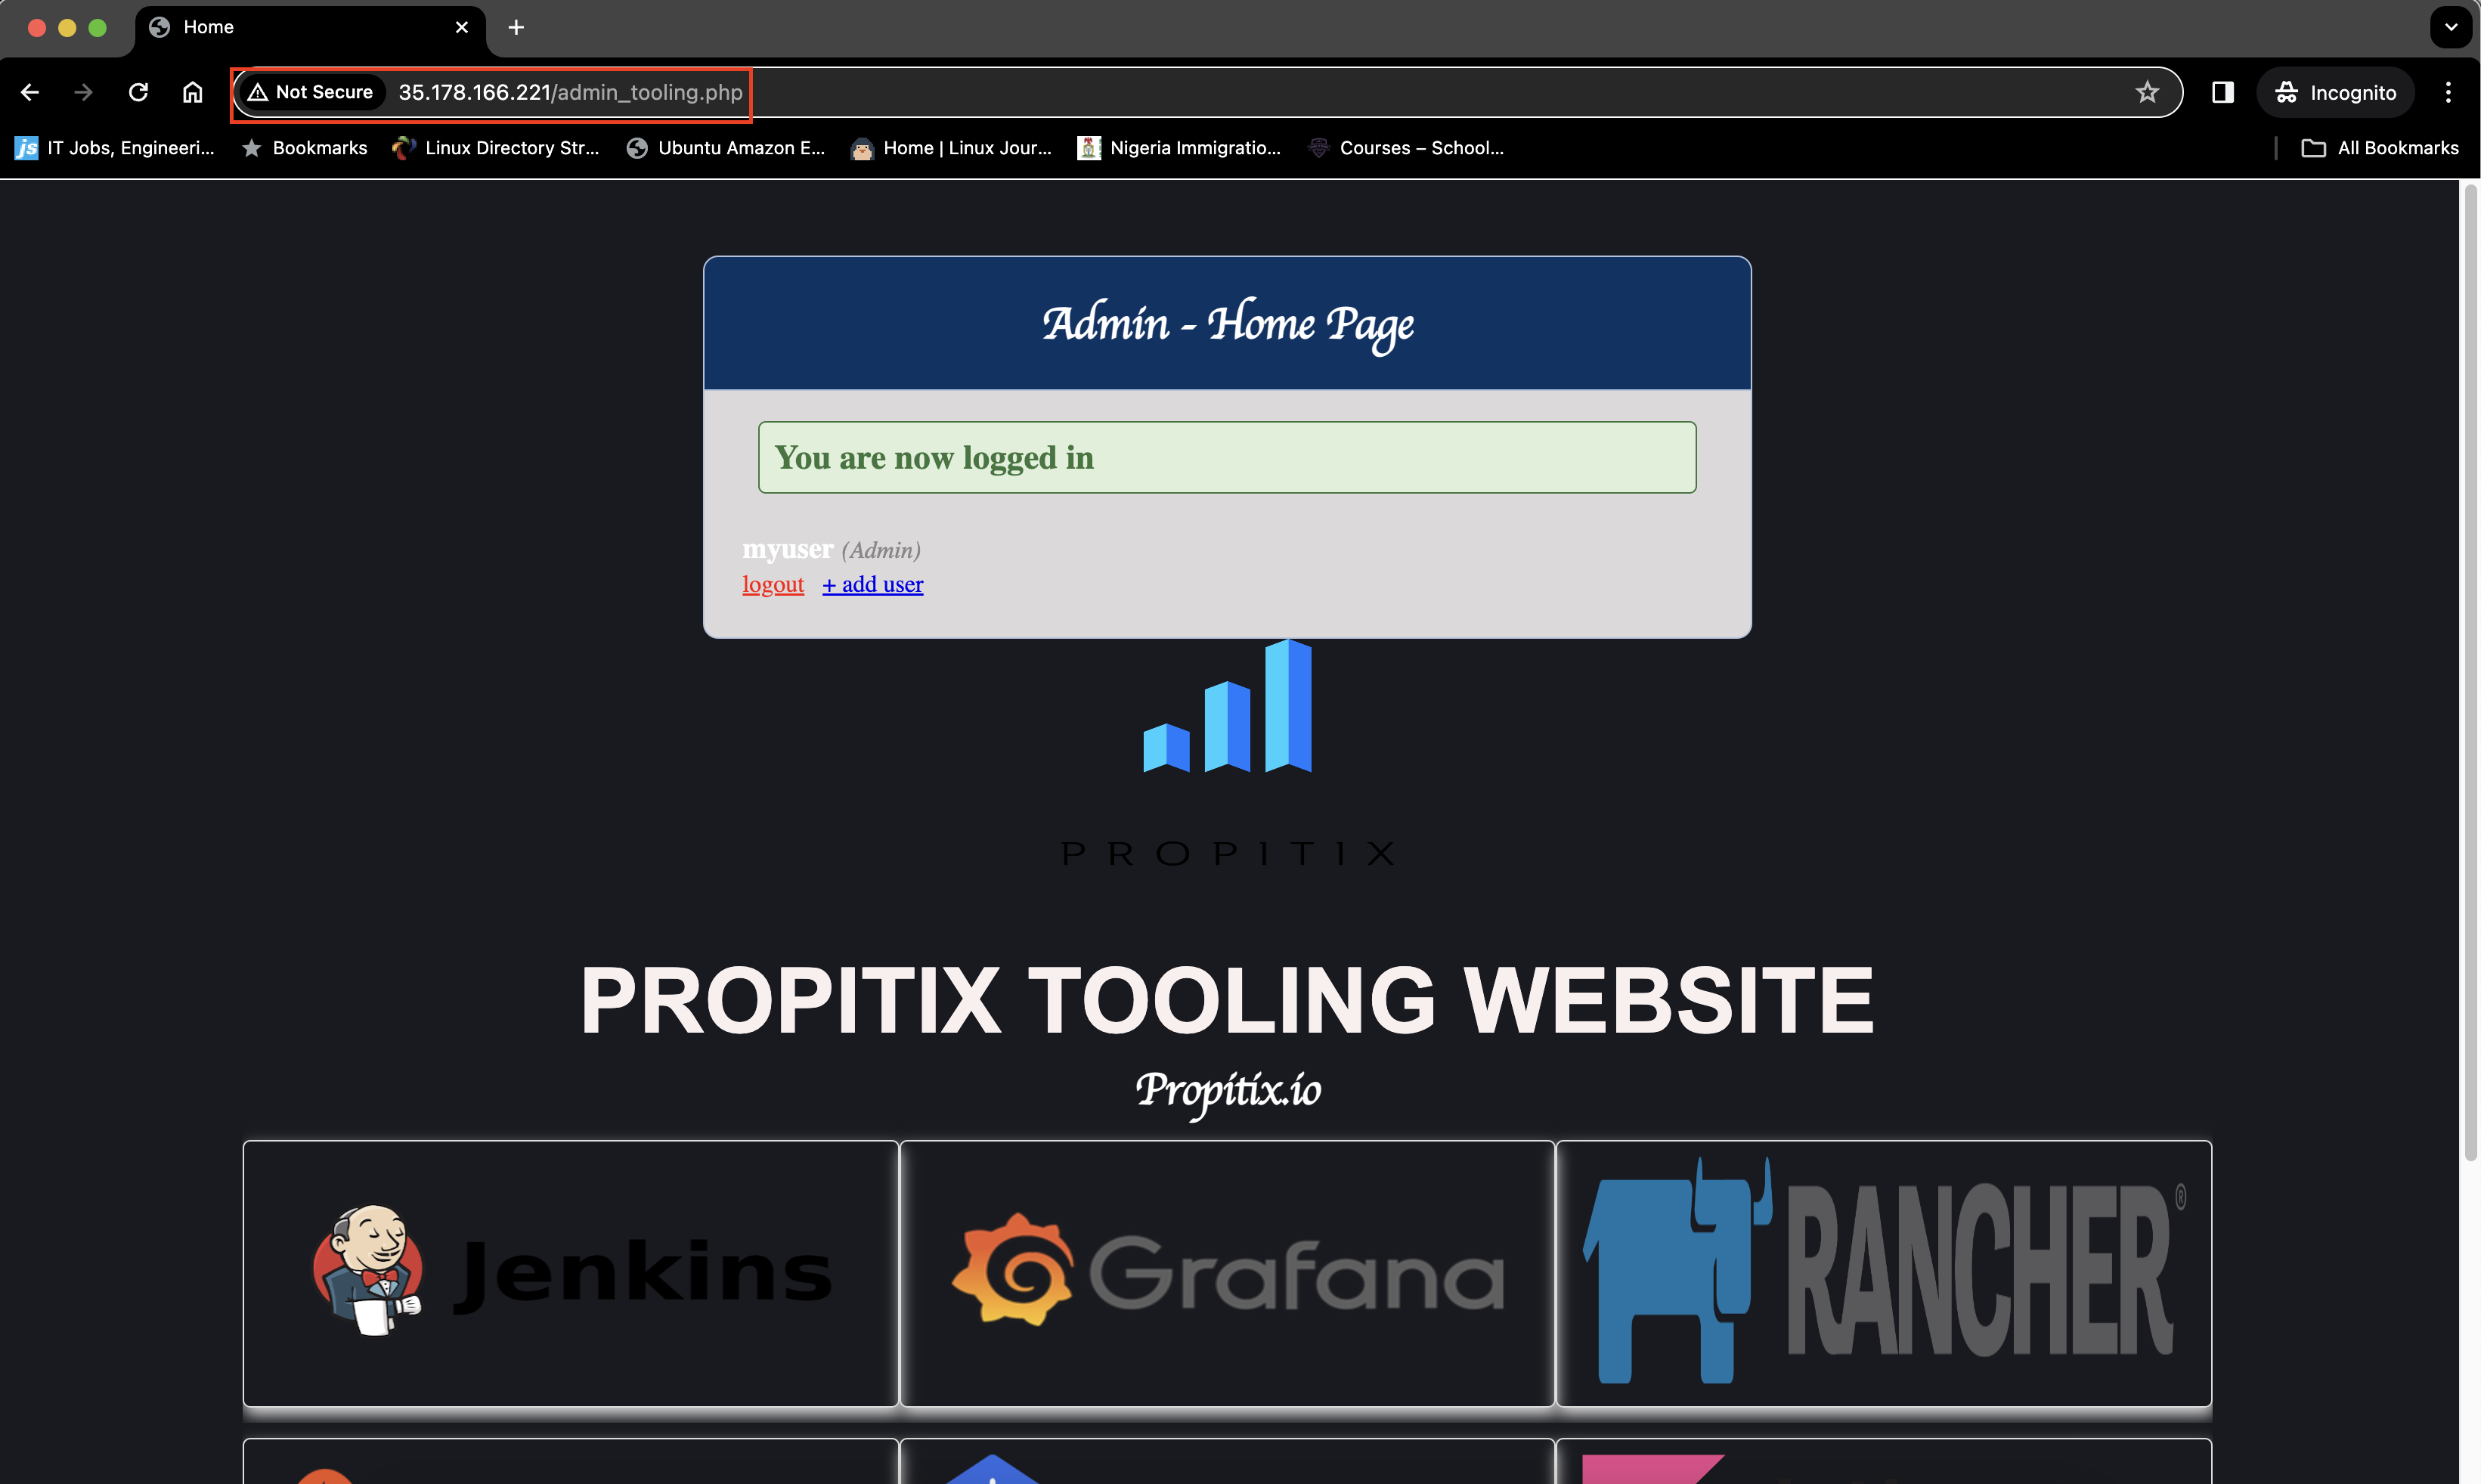 Home
Not Secure 35.178.166.221/admin_tooling.php
Incognito
IT Jobs, Engineeri... Bookmarks Linux Directory Str... Ubuntu Amazon E... Home | Linux Jour... Nigeria Immigratio... Courses – School... All Bookmarks
Admin - Home Page
You are now logged in
myuser (Admin)
logout + add user
PROPITIX
PROPITIX TOOLING WEBSITE
Propitix.io
Jenkins
Grafana
RANCHER®